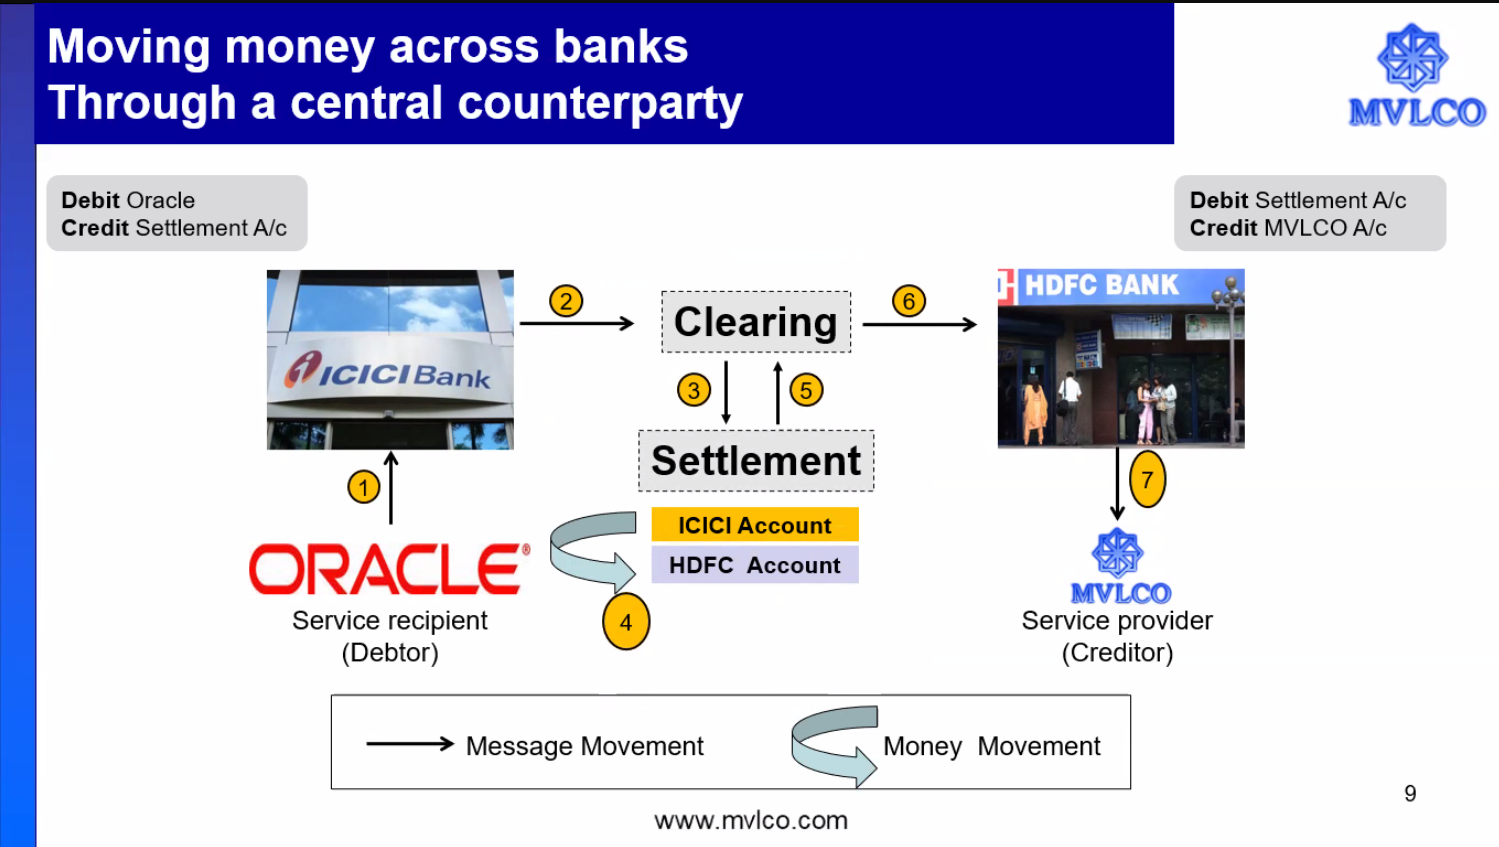 Moving money across banks
Through a central counterparty
MVLCO
Debit Oracle
Credit Settlement A/c
Debit Settlement A/c
Credit MVLCO A/c
2
Clearing
6
HDFC BANK
ICICI Bank
3
5
Settlement
1
7
ICICI Account
HDFC Account
ORACLE®
4
MVLCO
Service recipient
(Debtor)
Service provider
(Creditor)
Message Movement
Money Movement
9
www.mvlco.com